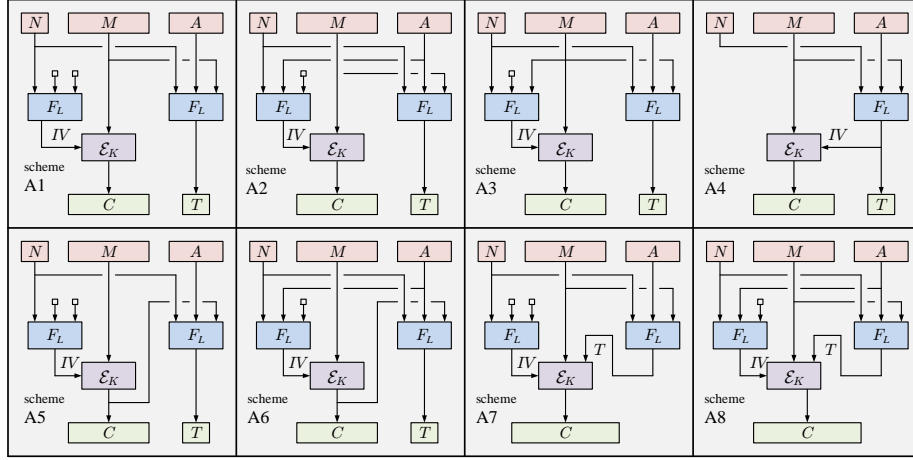 N M A N M A N M A N M A
F_L F_L F_L F_L F_L F_L F_L
IV IV IV IV
ℰ_K ℰ_K ℰ_K ℰ_K
scheme scheme scheme scheme
A1 A2 A3 A4
C T C T C T C T
N M A N M A N M A N M A
F_L F_L F_L F_L F_L F_L F_L F_L
IV IV IV T IV T
ℰ_K ℰ_K ℰ_K ℰ_K
scheme scheme scheme scheme
A5 A6 A7 A8
C T C T C C